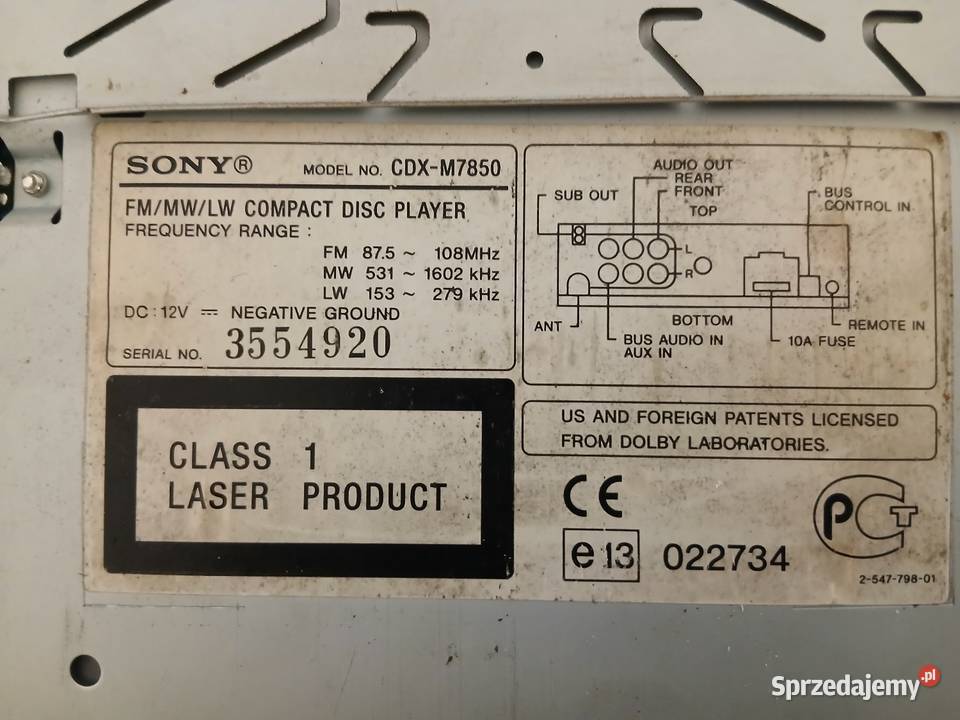 SONY® MODEL NO. CDX-M7850
FM/MW/LW COMPACT DISC PLAYER
FREQUENCY RANGE :
FM 87.5 ~ 108MHz
MW 531 ~ 1602 kHz
LW 153 ~ 279 kHz
DC : 12V ⎓ NEGATIVE GROUND
SERIAL NO. 3554920
CLASS 1
LASER PRODUCT
AUDIO OUT
REAR
FRONT
SUB OUT
TOP
BUS
CONTROL IN
L
R
ANT
BOTTOM
REMOTE IN
BUS AUDIO IN
AUX IN
10A FUSE
US AND FOREIGN PATENTS LICENSED
FROM DOLBY LABORATORIES.
CE
PCT
e13 022734
2-547-798-01
Sprzedajemy.pl